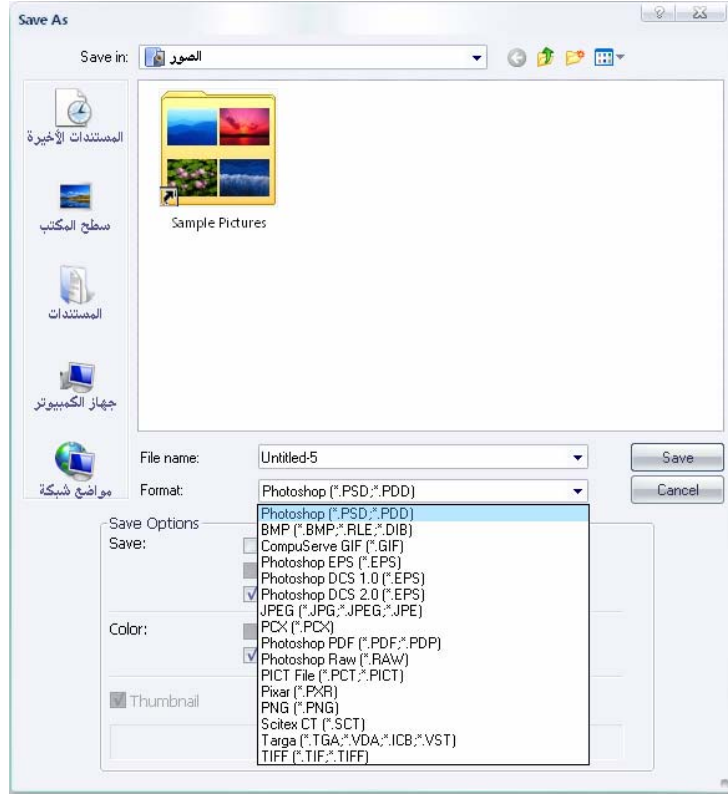 Save As
Save in:
الصور
المستندات الأخيرة
سطح المكتب
المستندات
جهاز الكمبيوتر
مواضع شبكة
Sample Pictures
File name:
Untitled-5
Save
Format:
Photoshop (*.PSD;*.PDD)
Cancel
Photoshop (*.PSD;*.PDD)
BMP (*.BMP;*.RLE;*.DIB)
CompuServe GIF (*.GIF)
Photoshop EPS (*.EPS)
Photoshop DCS 1.0 (*.EPS)
Photoshop DCS 2.0 (*.EPS)
JPEG (*.JPG;*.JPEG;*.JPE)
PCX (*.PCX)
Photoshop PDF (*.PDF;*.PDP)
Photoshop Raw (*.RAW)
PICT File (*.PCT;*.PICT)
Pixar (*.PXR)
PNG (*.PNG)
Scitex CT (*.SCT)
Targa (*.TGA;*.VDA;*.ICB;*.VST)
TIFF (*.TIF;*.TIFF)
Save Options
Save:
Color:
Thumbnail